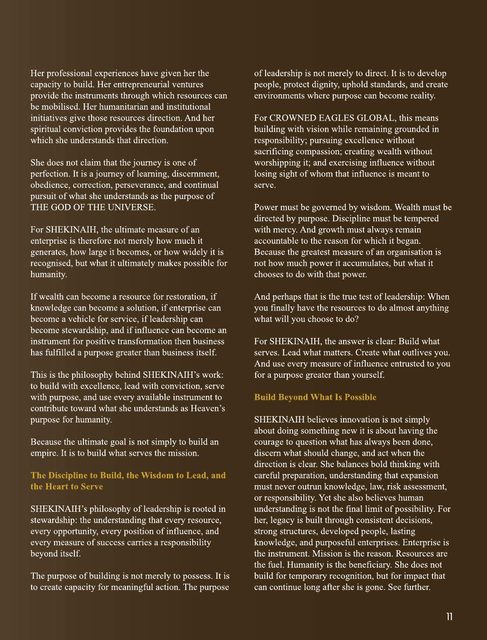 Her professional experiences have given her the
capacity to build. Her entrepreneurial ventures
provide the instruments through which resources can
be mobilised. Her humanitarian and institutional
initiatives give those resources direction. And her
spiritual conviction provides the foundation upon
which she understands that direction.
She does not claim that the journey is one of
perfection. It is a journey of learning, discernment,
obedience, correction, perseverance, and continual
pursuit of what she understands as the purpose of
THE GOD OF THE UNIVERSE.
For SHEKINAIH, the ultimate measure of an
enterprise is therefore not merely how much it
generates, how large it becomes, or how widely it is
recognised, but what it ultimately makes possible for
humanity.
If wealth can become a resource for restoration, if
knowledge can become a solution, if enterprise can
become a vehicle for service, if leadership can
become stewardship, and if influence can become an
instrument for positive transformation then business
has fulfilled a purpose greater than business itself.
This is the philosophy behind SHEKINAIH's work:
to build with excellence, lead with conviction, serve
with purpose, and use every available instrument to
contribute toward what she understands as Heaven's
purpose for humanity.
Because the ultimate goal is not simply to build an
empire. It is to build what serves the mission.
The Discipline to Build, the Wisdom to Lead, and
the Heart to Serve
SHEKINAIH's philosophy of leadership is rooted in
stewardship: the understanding that every resource,
every opportunity, every position of influence, and
every measure of success carries a responsibility
beyond itself.
The purpose of building is not merely to possess. It is
to create capacity for meaningful action. The purpose
of leadership is not merely to direct. It is to develop
people, protect dignity, uphold standards, and create
environments where purpose can become reality.
For CROWNED EAGLES GLOBAL, this means
building with vision while remaining grounded in
responsibility; pursuing excellence without
sacrificing compassion; creating wealth without
worshipping it; and exercising influence without
losing sight of whom that influence is meant to
serve.
Power must be governed by wisdom. Wealth must be
directed by purpose. Discipline must be tempered
with mercy. And growth must always remain
accountable to the reason for which it began.
Because the greatest measure of an organisation is
not how much power it accumulates, but what it
chooses to do with that power.
And perhaps that is the true test of leadership: When
you finally have the resources to do almost anything
what will you choose to do?
For SHEKINAIH, the answer is clear: Build what
serves. Lead what matters. Create what outlives you.
And use every measure of influence entrusted to you
for a purpose greater than yourself.
Build Beyond What Is Possible
SHEKINAIH believes innovation is not simply
about doing something new it is about having the
courage to question what has always been done,
discern what should change, and act when the
direction is clear. She balances bold thinking with
careful preparation, understanding that expansion
must never outrun knowledge, law, risk assessment,
or responsibility. Yet she also believes human
understanding is not the final limit of possibility. For
her, legacy is built through consistent decisions,
strong structures, developed people, lasting
knowledge, and purposeful enterprises. Enterprise is
the instrument. Mission is the reason. Resources are
the fuel. Humanity is the beneficiary. She does not
build for temporary recognition, but for impact that
can continue long after she is gone. See further.
11